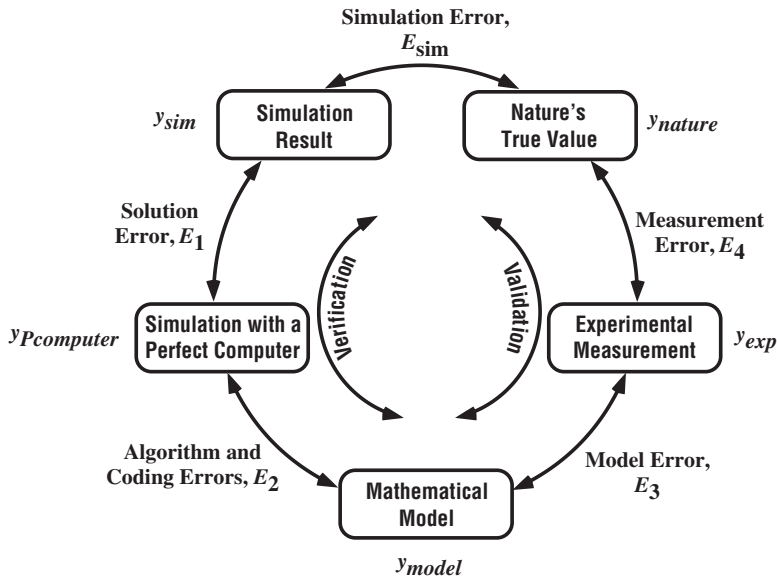 Simulation Error,
E_sim
y_sim
Simulation
Result
Nature's
True Value
y_nature
Solution
Error, E_1
Measurement
Error, E_4
Verification
Validation
y_Pcomputer
Simulation with a
Perfect Computer
Experimental
Measurement
y_exp
Algorithm and
Coding Errors, E_2
Model Error,
E_3
Mathematical
Model
y_model